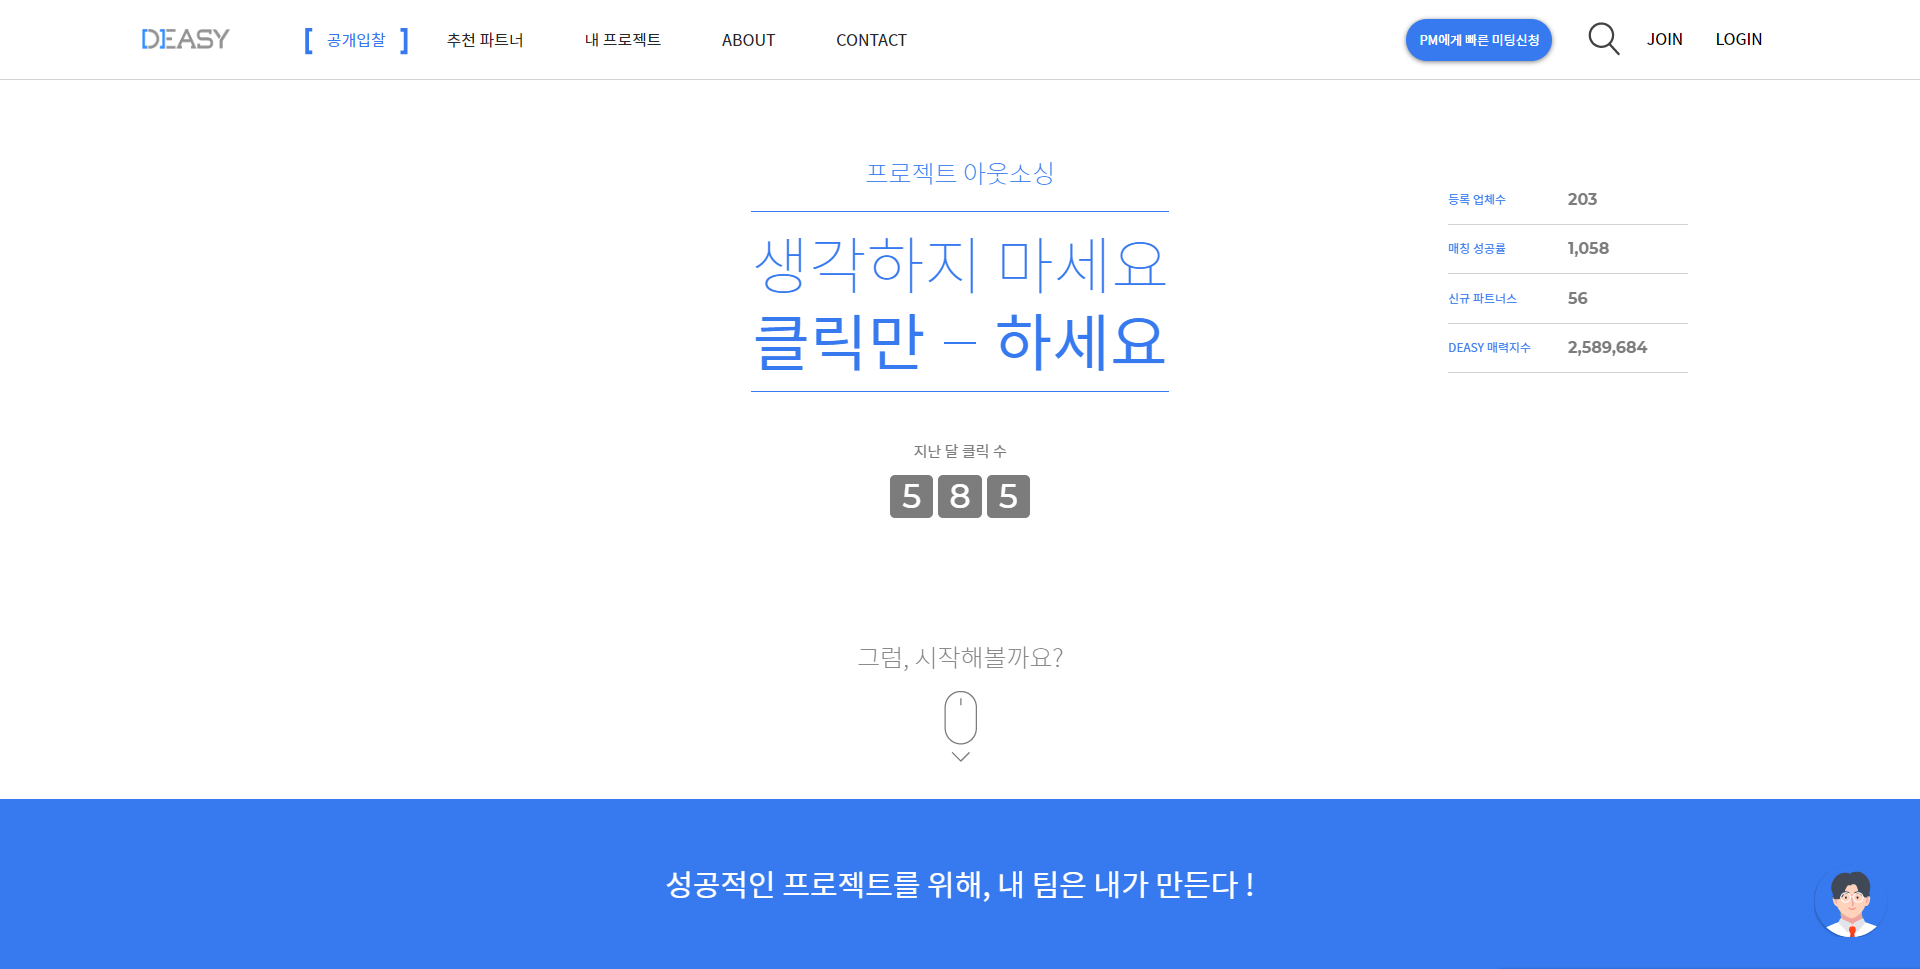 DEASY
[ 공개입찰 ]
추천 파트너
내 프로젝트
ABOUT
CONTACT
PM에게 빠른 미팅신청
JOIN
LOGIN
프로젝트 아웃소싱
생각하지 마세요
클릭만 – 하세요
지난 달 클릭 수
5 8 5
등록 업체수 203
매칭 성공률 1,058
신규 파트너스 56
DEASY 매력지수 2,589,684
그럼, 시작해볼까요?
성공적인 프로젝트를 위해, 내 팀은 내가 만든다 !